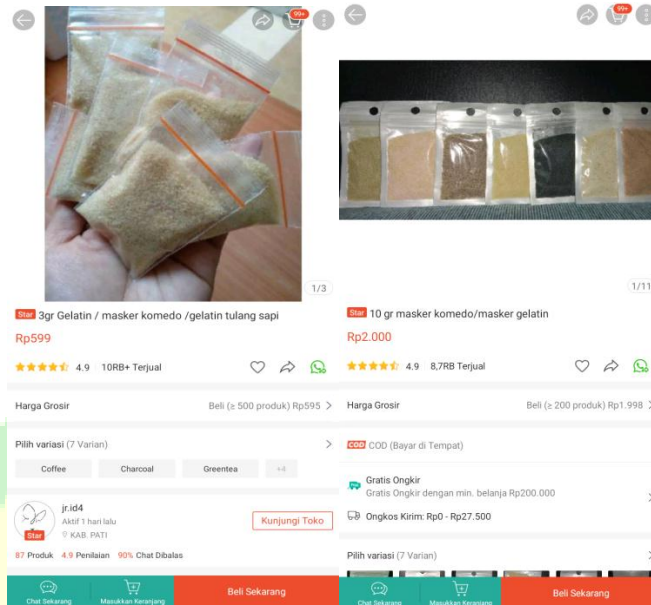 99+
1/3
Star 3gr Gelatin / masker komedo /gelatin tulang sapi
Rp599
4.9 10RB+ Terjual
Harga Grosir Beli (≥ 500 produk) Rp595 >
Pilih variasi (7 Varian) >
Coffee Charcoal Greentea +4
jr.id4
Aktif 1 hari lalu
KAB. PATI
Star
Kunjungi Toko
87 Produk 4.9 Penilaian 90% Chat Dibalas
Chat Sekarang Masukkan Keranjang Beli Sekarang
99+
1/11
Star 10 gr masker komedo/masker gelatin
Rp2.000
4.9 8,7RB Terjual
Harga Grosir Beli (≥ 200 produk) Rp1.998 >
COD COD (Bayar di Tempat)
Gratis Ongkir
Gratis Ongkir dengan min. belanja Rp200.000
Ongkos Kirim: Rp0 - Rp27.500
Pilih variasi (7 Varian)
Chat Sekarang Masukkan Keranjang Beli Sekarang